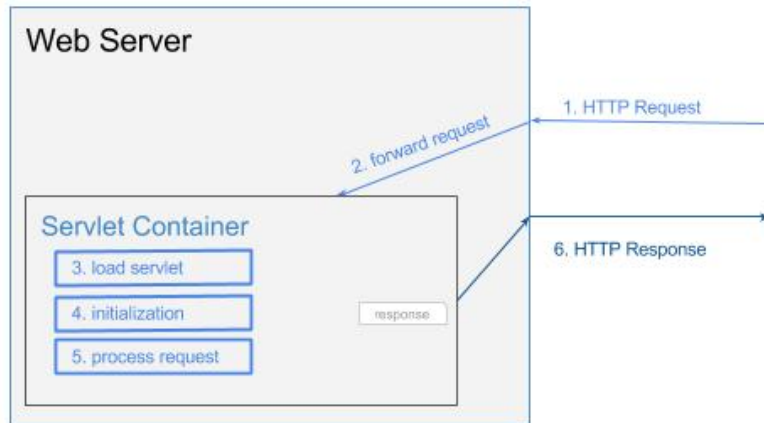 Web Server
1. HTTP Request
2. forward request
Servlet Container
3. load servlet
6. HTTP Response
4. initialization
response
5. process request